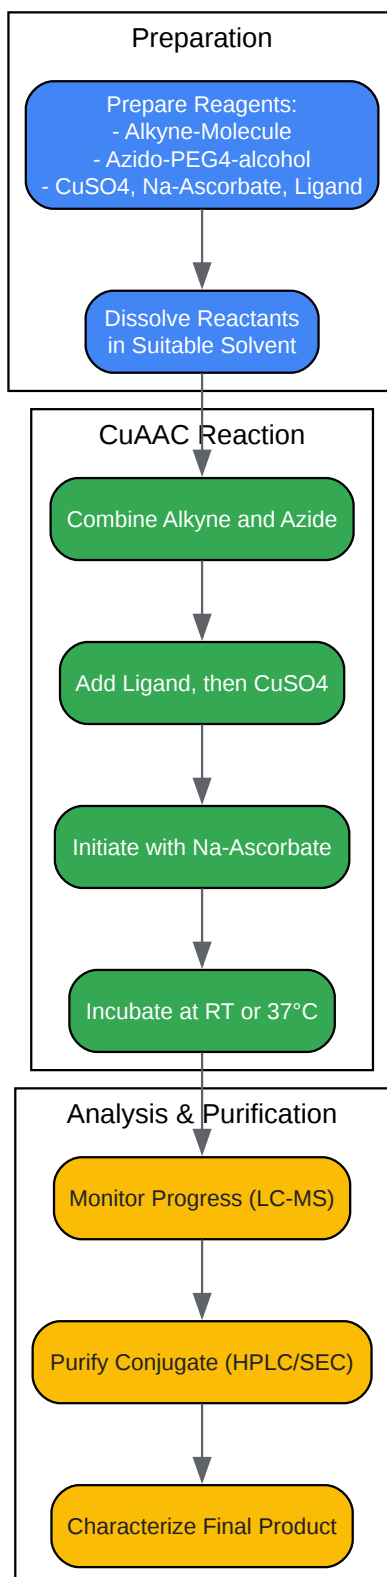 Preparation
Prepare Reagents:
- Alkyne-Molecule
- Azido-PEG4-alcohol
- CuSO4, Na-Ascorbate, Ligand
Dissolve Reactants
in Suitable Solvent
CuAAC Reaction
Combine Alkyne and Azide
Add Ligand, then CuSO4
Initiate with Na-Ascorbate
Incubate at RT or 37°C
Analysis & Purification
Monitor Progress (LC-MS)
Purify Conjugate (HPLC/SEC)
Characterize Final Product